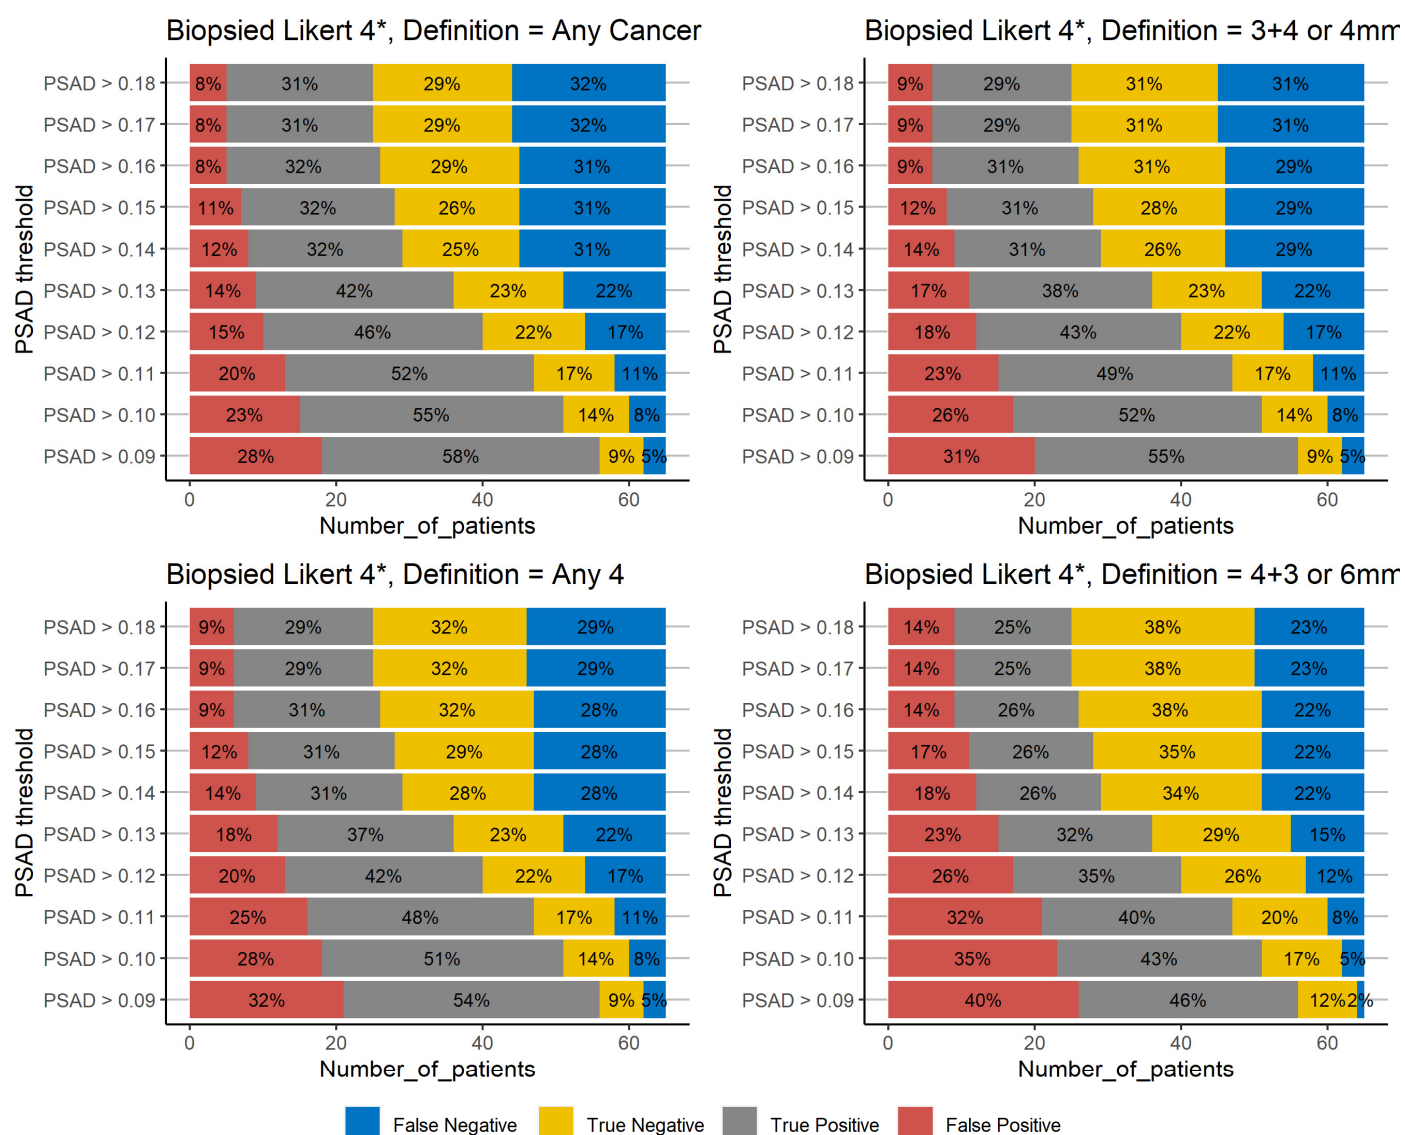 Biopsied Likert 4*, Definition = Any Cancer
PSAD threshold
PSAD > 0.18 8% 31% 29% 32%
PSAD > 0.17 8% 31% 29% 32%
PSAD > 0.16 8% 32% 29% 31%
PSAD > 0.15 11% 32% 26% 31%
PSAD > 0.14 12% 32% 25% 31%
PSAD > 0.13 14% 42% 23% 22%
PSAD > 0.12 15% 46% 22% 17%
PSAD > 0.11 20% 52% 17% 11%
PSAD > 0.10 23% 55% 14% 8%
PSAD > 0.09 28% 58% 9% 5%
0 20 40 60
Number_of_patients
Biopsied Likert 4*, Definition = 3+4 or 4mm
PSAD threshold
PSAD > 0.18 9% 29% 31% 31%
PSAD > 0.17 9% 29% 31% 31%
PSAD > 0.16 9% 31% 31% 29%
PSAD > 0.15 12% 31% 28% 29%
PSAD > 0.14 14% 31% 26% 29%
PSAD > 0.13 17% 38% 23% 22%
PSAD > 0.12 18% 43% 22% 17%
PSAD > 0.11 23% 49% 17% 11%
PSAD > 0.10 26% 52% 14% 8%
PSAD > 0.09 31% 55% 9% 5%
0 20 40 60
Number_of_patients
Biopsied Likert 4*, Definition = Any 4
PSAD threshold
PSAD > 0.18 9% 29% 32% 29%
PSAD > 0.17 9% 29% 32% 29%
PSAD > 0.16 9% 31% 32% 28%
PSAD > 0.15 12% 31% 29% 28%
PSAD > 0.14 14% 31% 28% 28%
PSAD > 0.13 18% 37% 23% 22%
PSAD > 0.12 20% 42% 22% 17%
PSAD > 0.11 25% 48% 17% 11%
PSAD > 0.10 28% 51% 14% 8%
PSAD > 0.09 32% 54% 9% 5%
0 20 40 60
Number_of_patients
Biopsied Likert 4*, Definition = 4+3 or 6mm
PSAD threshold
PSAD > 0.18 14% 25% 38% 23%
PSAD > 0.17 14% 25% 38% 23%
PSAD > 0.16 14% 26% 38% 22%
PSAD > 0.15 17% 26% 35% 22%
PSAD > 0.14 18% 26% 34% 22%
PSAD > 0.13 23% 32% 29% 15%
PSAD > 0.12 26% 35% 26% 12%
PSAD > 0.11 32% 40% 20% 8%
PSAD > 0.10 35% 43% 17% 5%
PSAD > 0.09 40% 46% 12% 2%
0 20 40 60
Number_of_patients
False Negative True Negative True Positive False Positive